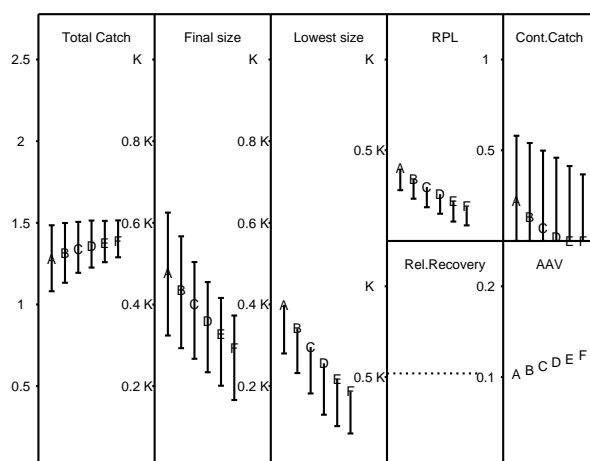 Total Catch Final size Lowest size RPL Cont.Catch
2.5 K K K 1
2 0.8 K 0.8 K
0.5 K 0.5
A B C D E F
1.5 0.6 K 0.6 K
A B C D E F
A B C D E F
A B C D E F
Rel.Recovery AAV
1 0.4 K 0.4 K K 0.2
A B C D E F
A B C D E F
0.5 0.2 K 0.2 K 0.5 K 0.1
A B C D E F